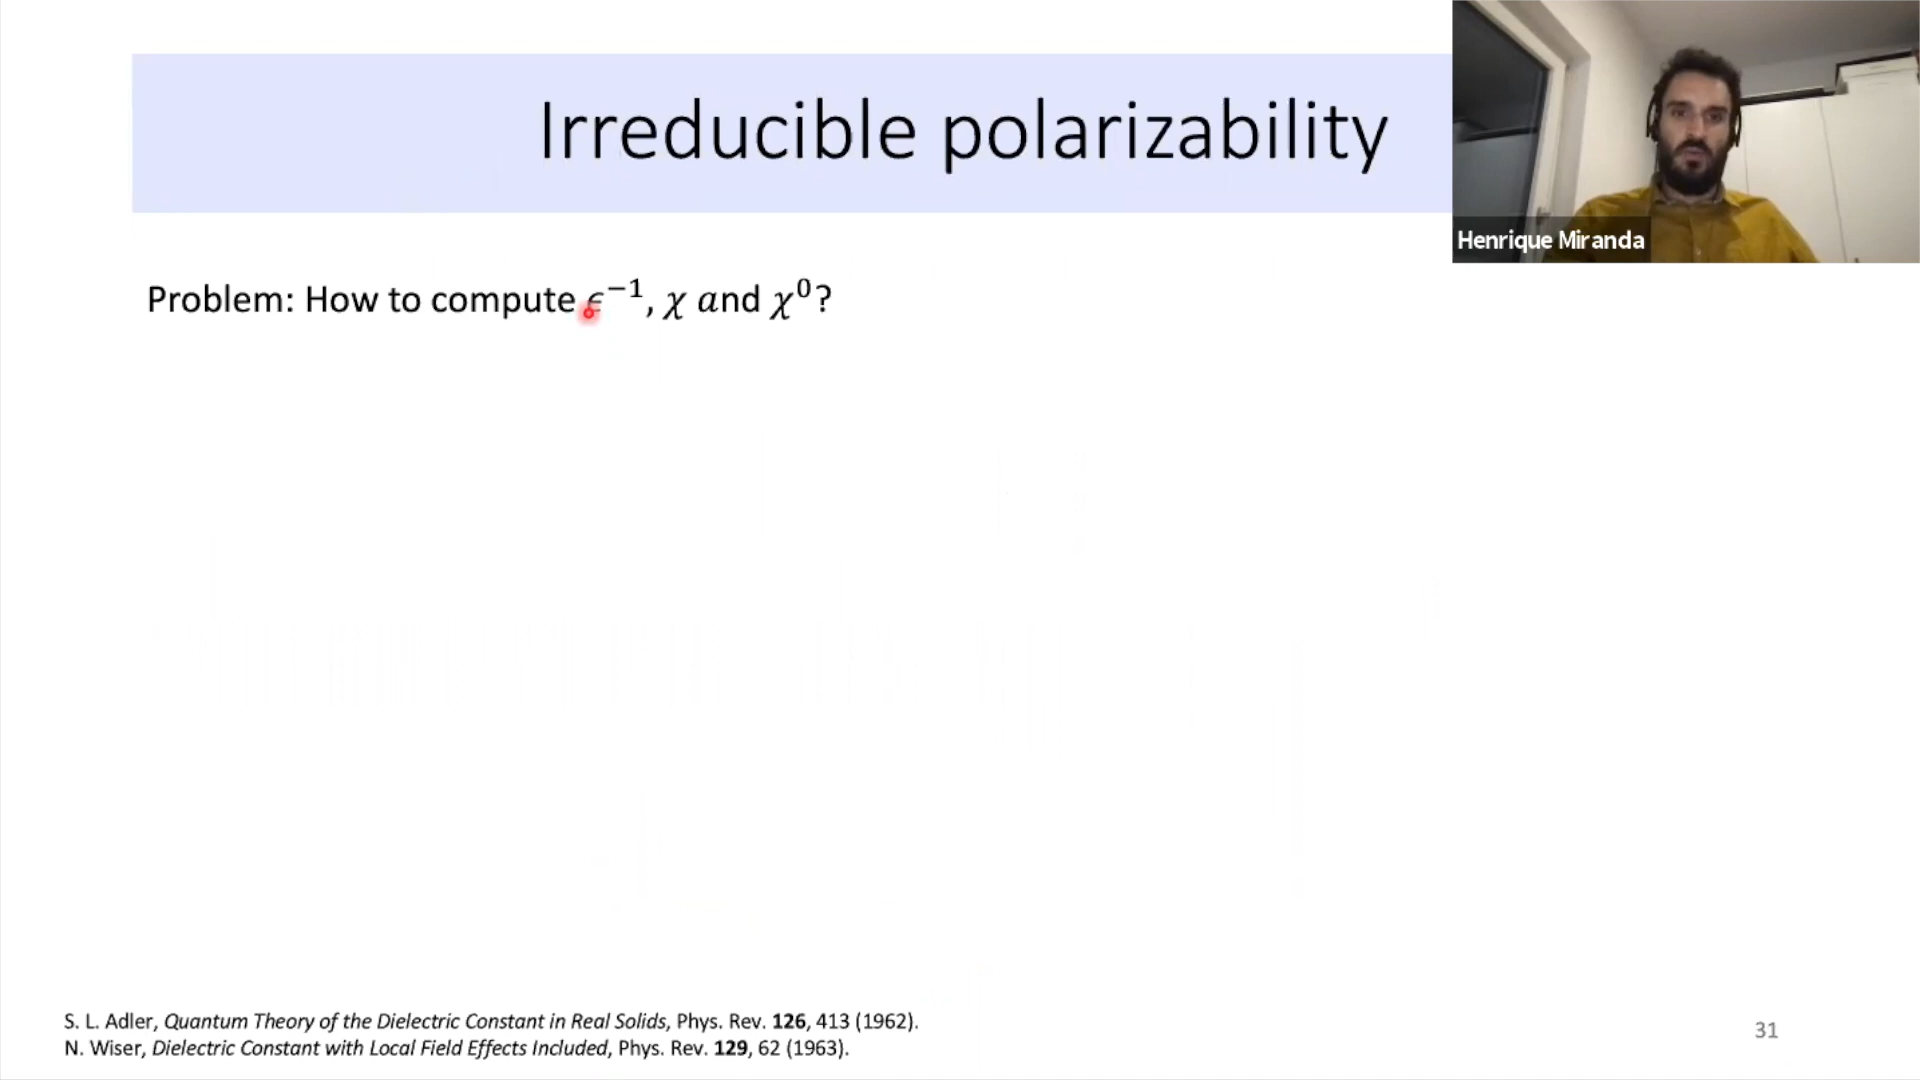 Irreducible polarizability
Henrique Miranda
Problem: How to compute ϵ⁻¹, χ and χ⁰?
S. L. Adler, Quantum Theory of the Dielectric Constant in Real Solids, Phys. Rev. 126, 413 (1962).
N. Wiser, Dielectric Constant with Local Field Effects Included, Phys. Rev. 129, 62 (1963).
31